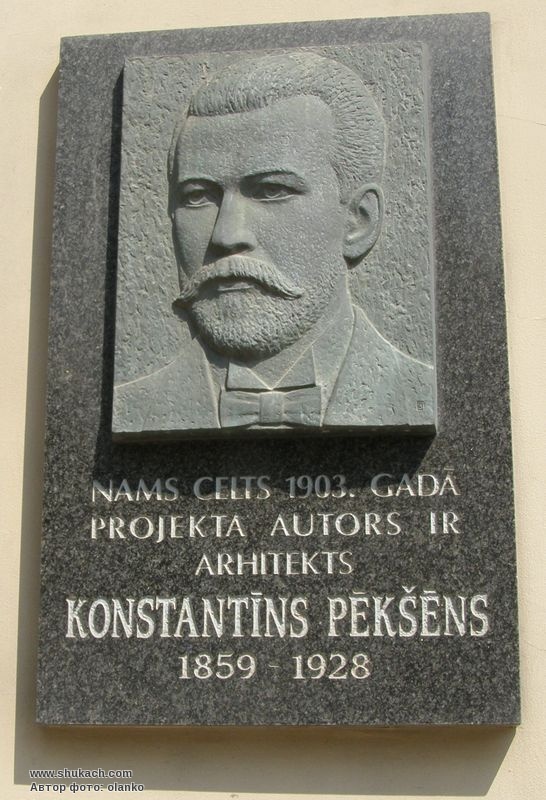 NAMS CELTS 1903. GADĀ
PROJEKTA AUTORS IR
ARHITEKTS
KONSTANTĪNS PĒKŠĒNS
1859 - 1928
www.shukach.com
Автор фото: olanko